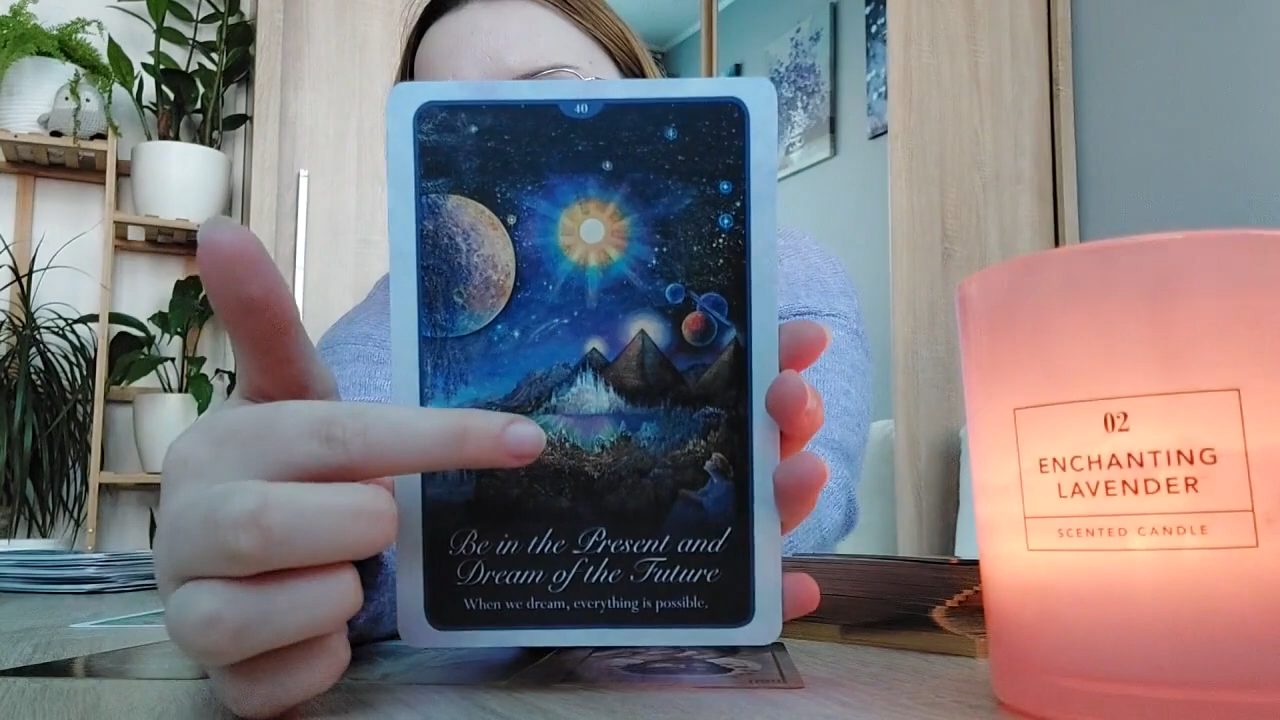 40
Be in the Present and
Dream of the Future
When we dream, everything is possible.
02
ENCHANTING
LAVENDER
SCENTED CANDLE